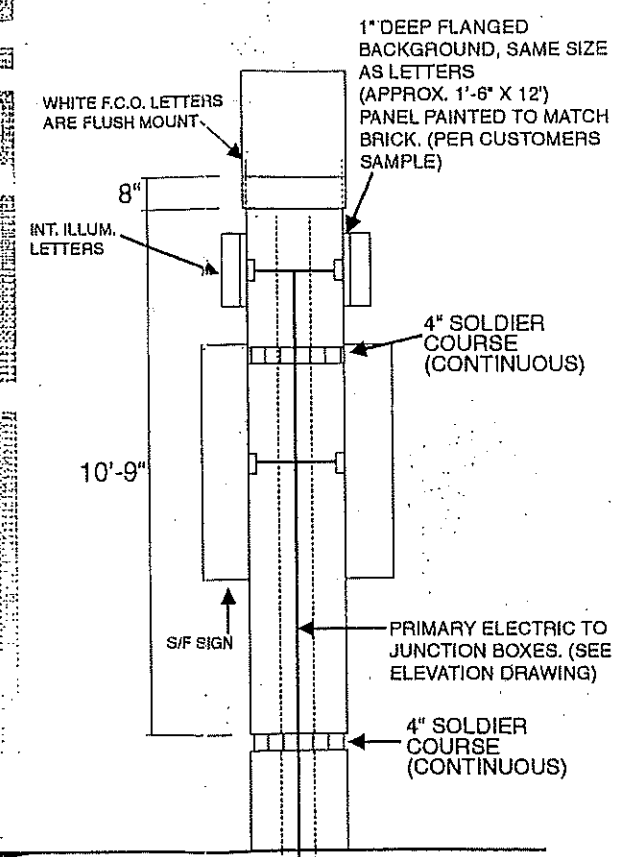 1" DEEP FLANGED
BACKGROUND, SAME SIZE
AS LETTERS
(APPROX. 1'-6" X 12')
PANEL PAINTED TO MATCH
BRICK. (PER CUSTOMERS
SAMPLE)
WHITE F.C.O. LETTERS
ARE FLUSH MOUNT.
8"
INT. ILLUM.
LETTERS
4" SOLDIER
COURSE
(CONTINUOUS)
10'-9"
S/F SIGN
PRIMARY ELECTRIC TO
JUNCTION BOXES. (SEE
ELEVATION DRAWING)
4" SOLDIER
COURSE
(CONTINUOUS)